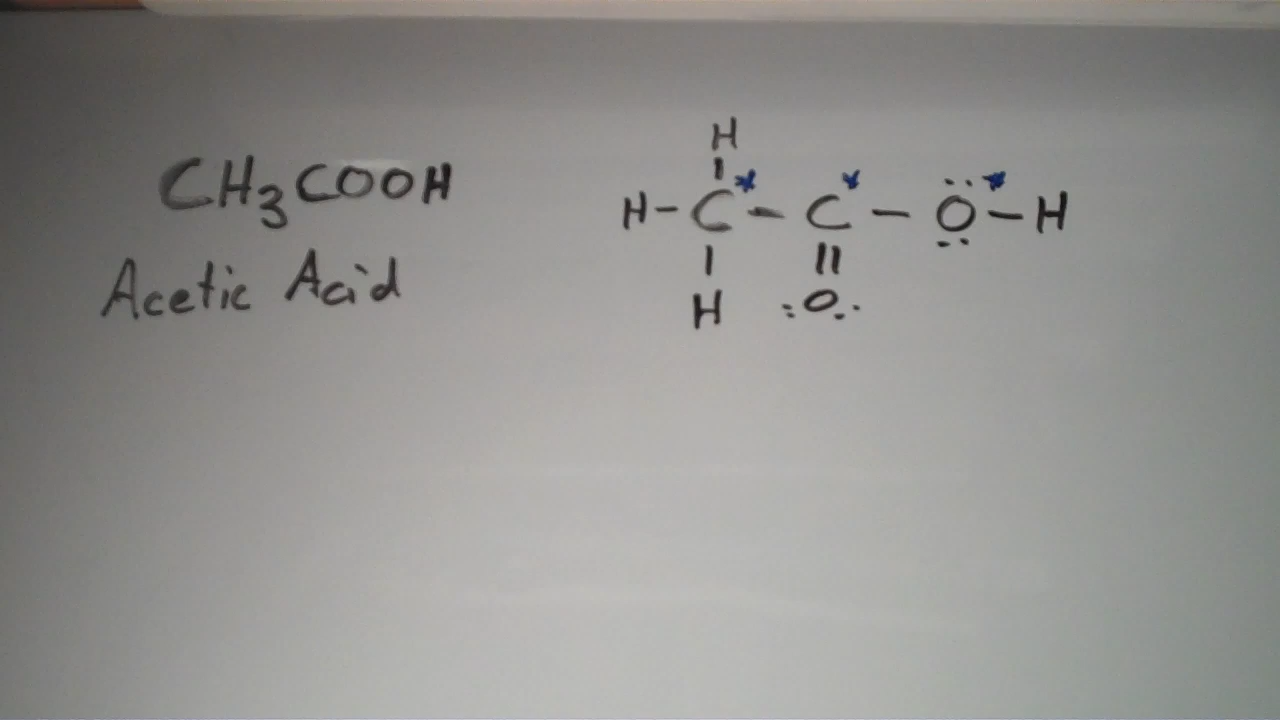 CH3COOH
Acetic Acid
H
H-C*-C*-Ö*-H
| ||
H :O: